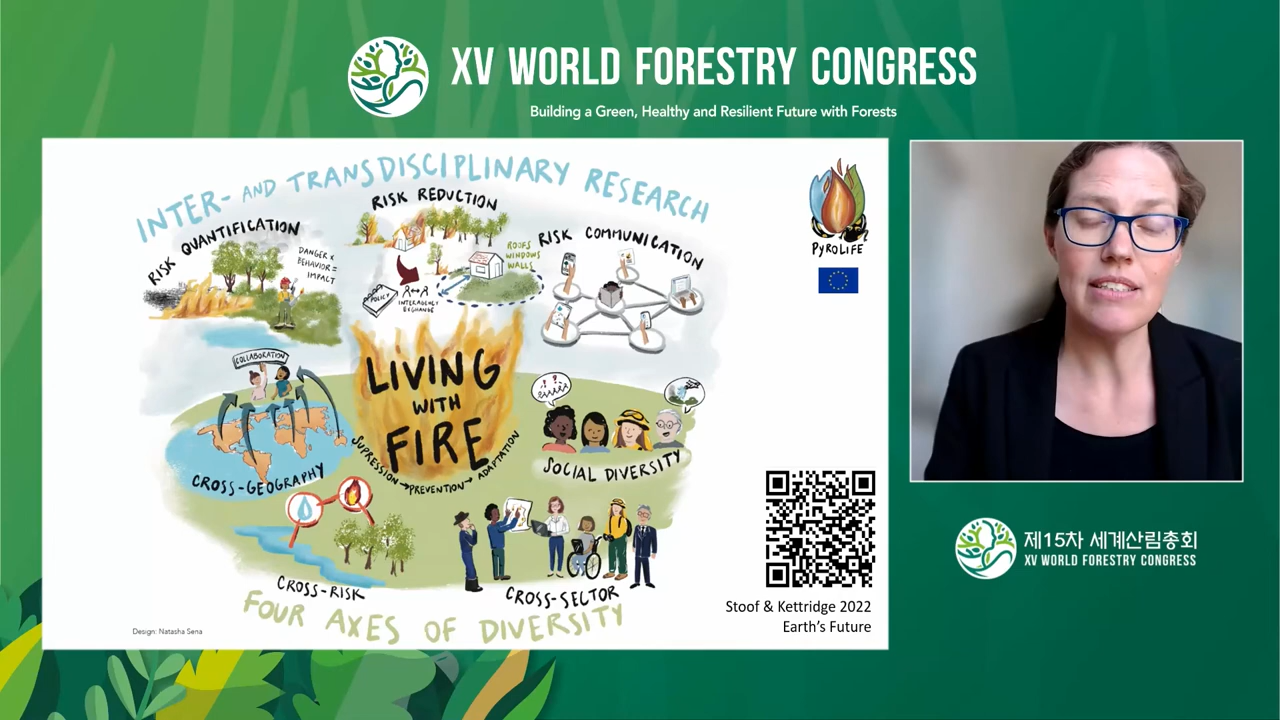 XV WORLD FORESTRY CONGRESS
Building a Green, Healthy and Resilient Future with Forests
INTER- AND TRANSDISCIPLINARY RESEARCH
RISK QUANTIFICATION
DANGER x
BEHAVIOR =
IMPACT
RISK REDUCTION
ROOFS
WINDOWS
WALLS
POLICY
INTERAGENCY
EXCHANGE
RISK COMMUNICATION
PYROLIFE
COLLABORATION
CROSS-GEOGRAPHY
LIVING
WITH
FIRE
SUPRESSION → PREVENTION → ADAPTATION
SOCIAL DIVERSITY
CROSS-RISK
CROSS-SECTOR
FOUR AXES OF DIVERSITY
Design: Natasha Sena
Stoof & Kettridge 2022
Earth's Future
제15차 세계산림총회
XV WORLD FORESTRY CONGRESS